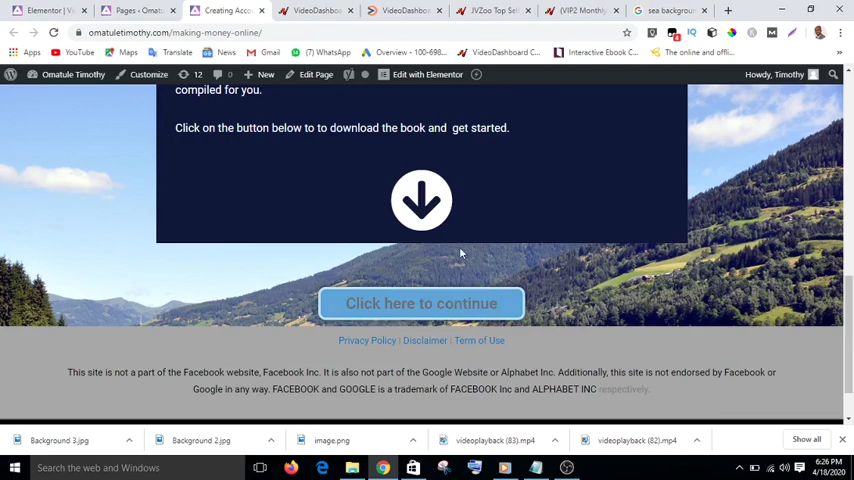 Elementor | V
Pages ‹ Omatu
Creating Acco
VideoDashboa
VideoDashboa
JVZoo Top Sel
(VIP2 Monthly
sea backgroun
omatuletimothy.com/making-money-online/
Apps
YouTube
Maps
Translate
News
Gmail
(7) WhatsApp
Overview – 100-698...
VideoDashboard C...
Interactive Ebook C...
The online and offli...
Omatule Timothy
Customize
12
0
New
Edit Page
Edit with Elementor
Howdy, Timothy
compiled for you.
Click on the button below to to download the book and get started.
Click here to continue
Privacy Policy | Disclaimer | Term of Use
This site is not a part of the Facebook website, Facebook Inc. It is also not part of the Google Website or Alphabet Inc. Additionally, this site is not endorsed by Facebook or
Google in any way. FACEBOOK and GOOGLE is a trademark of FACEBOOK Inc and ALPHABET INC respectively.
Background 3.jpg
Background 2.jpg
image.png
videoplayback (83).mp4
videoplayback (82).mp4
Show all
Search the web and Windows
6:26 PM
4/18/2020